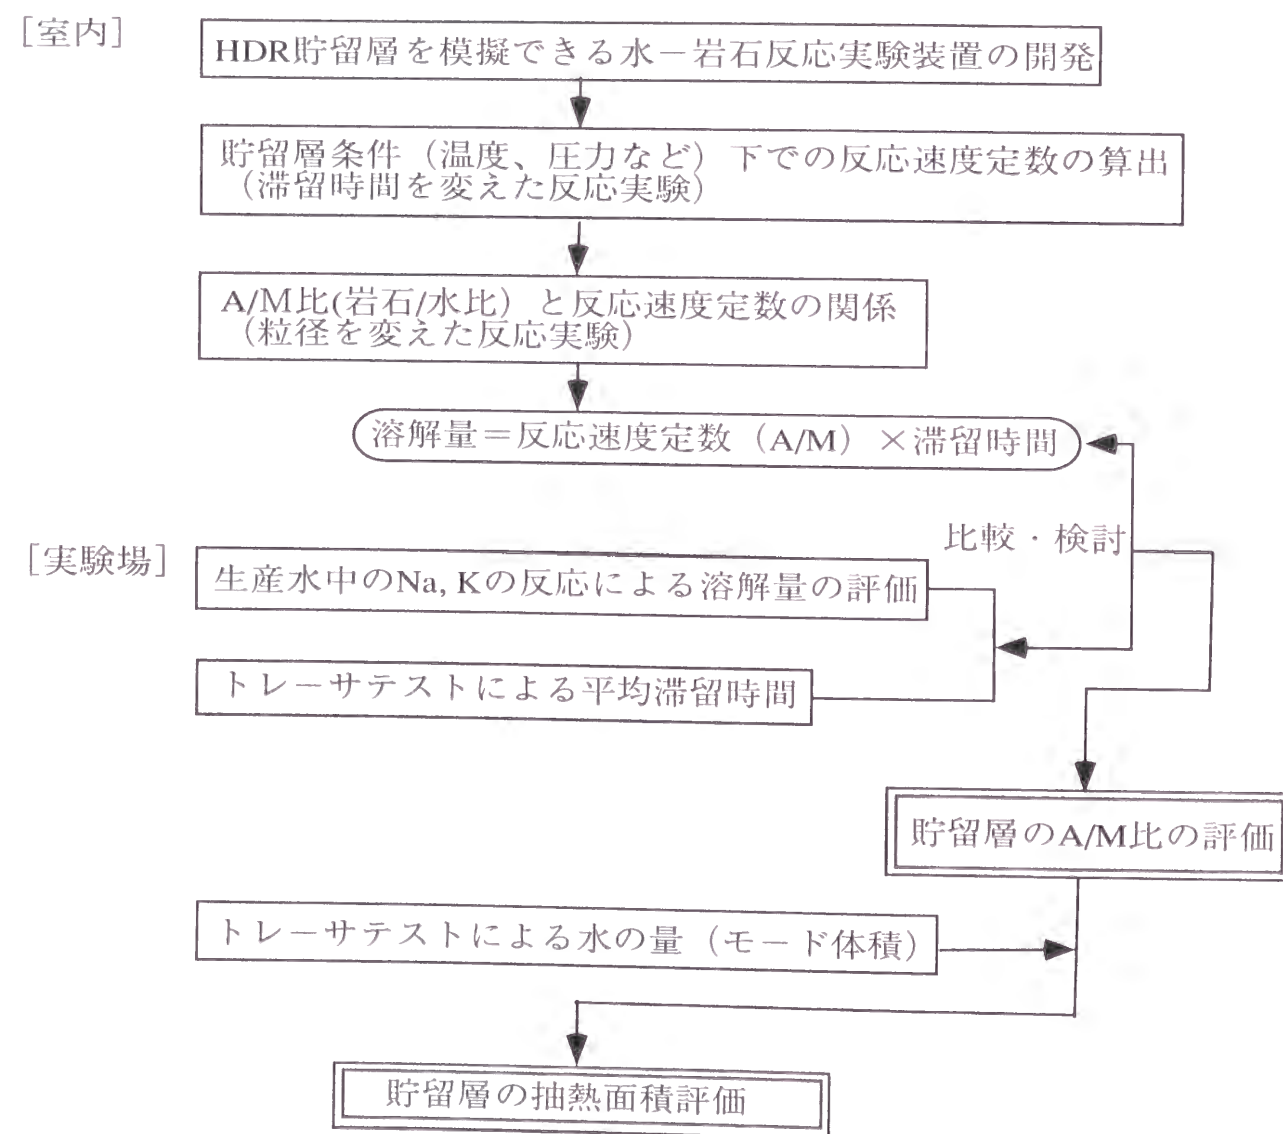 [室内]
HDR貯留層を模擬できる水－岩石反応実験装置の開発
貯留層条件（温度、圧力など）下での反応速度定数の算出
（滞留時間を変えた反応実験）
A/M比(岩石/水比）と反応速度定数の関係
（粒径を変えた反応実験）
溶解量＝反応速度定数（A/M）×滞留時間
比較・検討
[実験場]
生産水中のNa, Kの反応による溶解量の評価
トレーサテストによる平均滞留時間
貯留層のA/M比の評価
トレーサテストによる水の量（モード体積）
貯留層の抽熱面積評価